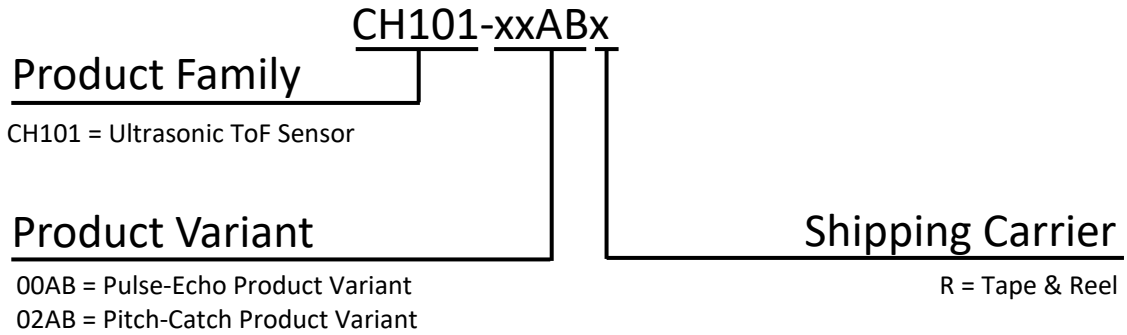 CH101-xxABx
Product Family
CH101 = Ultrasonic ToF Sensor
Product Variant
00AB = Pulse-Echo Product Variant
02AB = Pitch-Catch Product Variant
Shipping Carrier
R = Tape & Reel